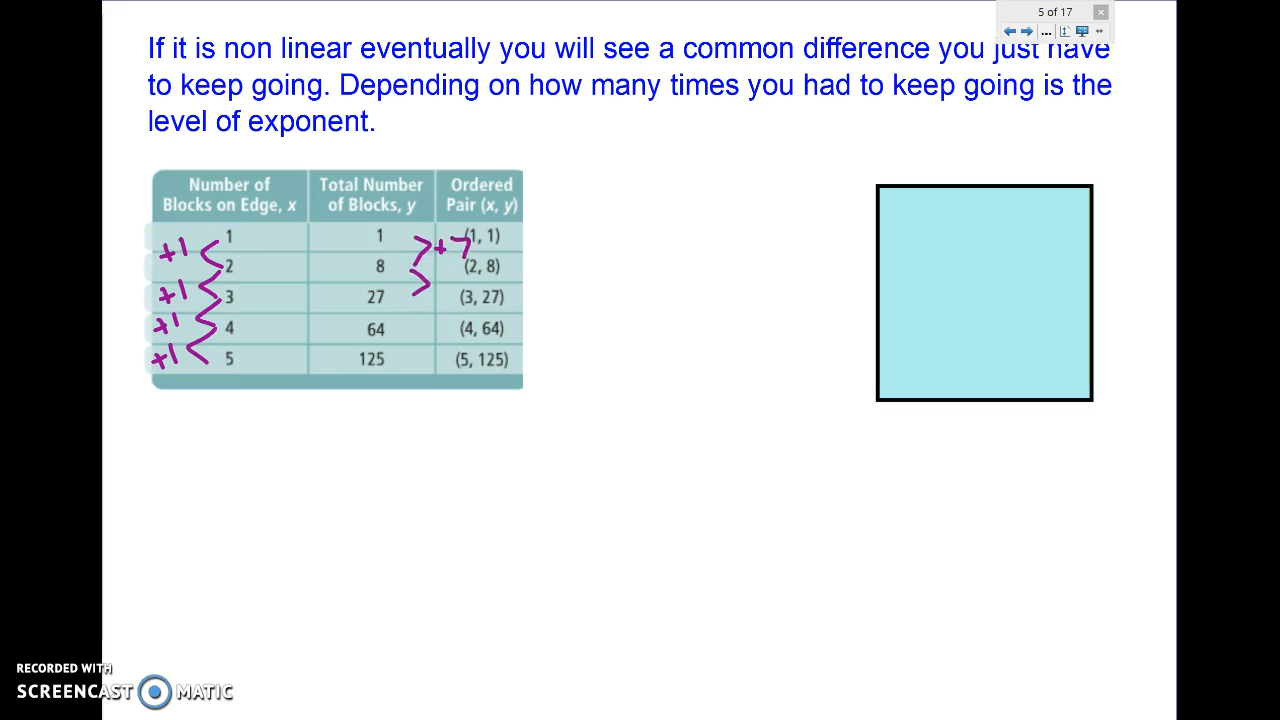 5 of 17
If it is non linear eventually you will see a common difference you just have
to keep going. Depending on how many times you had to keep going is the
level of exponent.
Number of Blocks on Edge, x Total Number of Blocks, y Ordered Pair (x, y)
1 1 (1, 1)
+1 +7
2 8 (2, 8)
+1
3 27 (3, 27)
+1
4 64 (4, 64)
+1
5 125 (5, 125)
RECORDED WITH
SCREENCAST MATIC